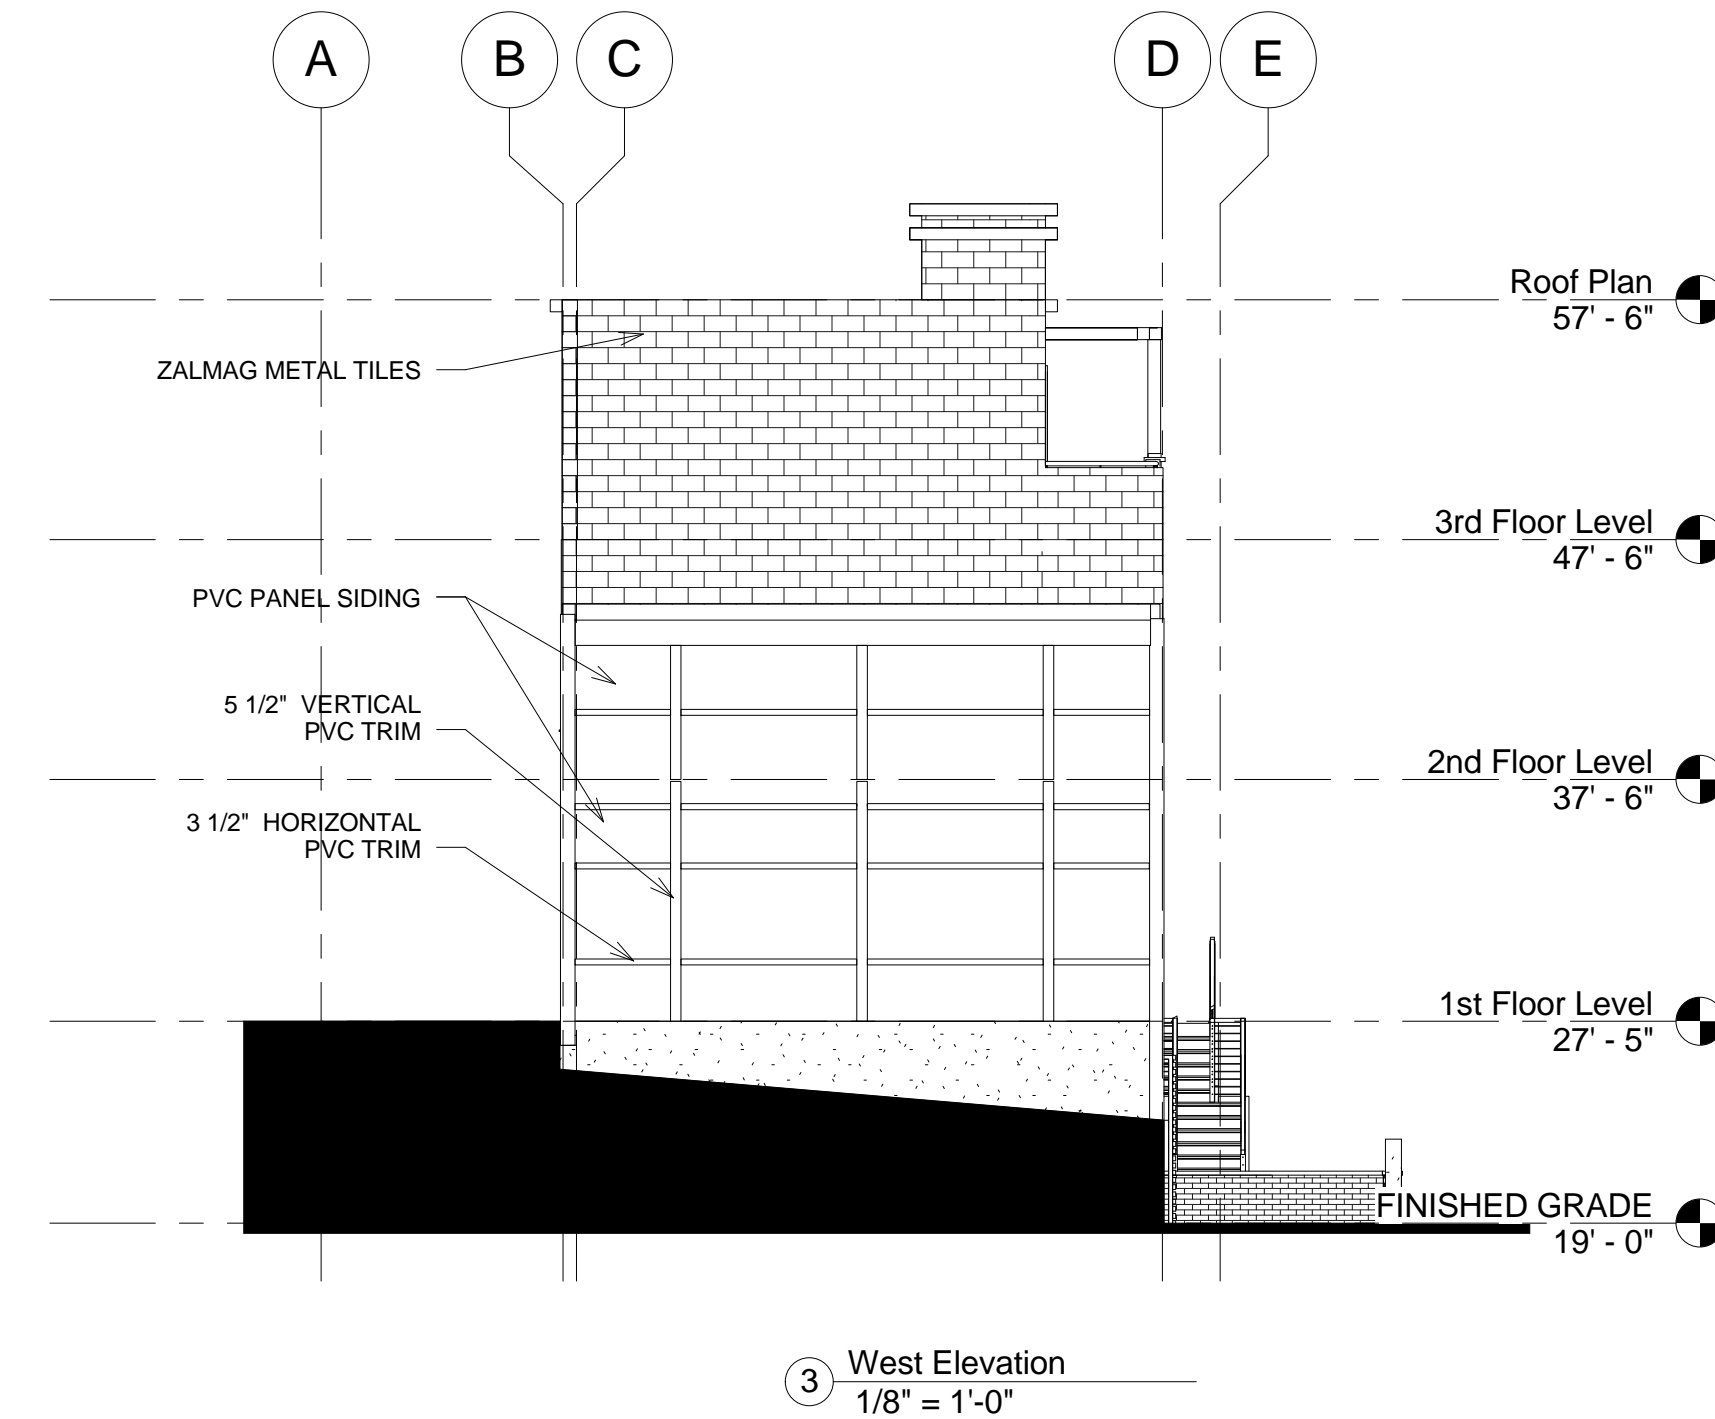 A
B
C
D
E
Roof Plan
57' - 6"
ZALMAG METAL TILES
3rd Floor Level
47' - 6"
PVC PANEL SIDING
5 1/2" VERTICAL
PVC TRIM
2nd Floor Level
37' - 6"
3 1/2" HORIZONTAL
PVC TRIM
1st Floor Level
27' - 5"
FINISHED GRADE
19' - 0"
3
West Elevation
1/8" = 1'-0"